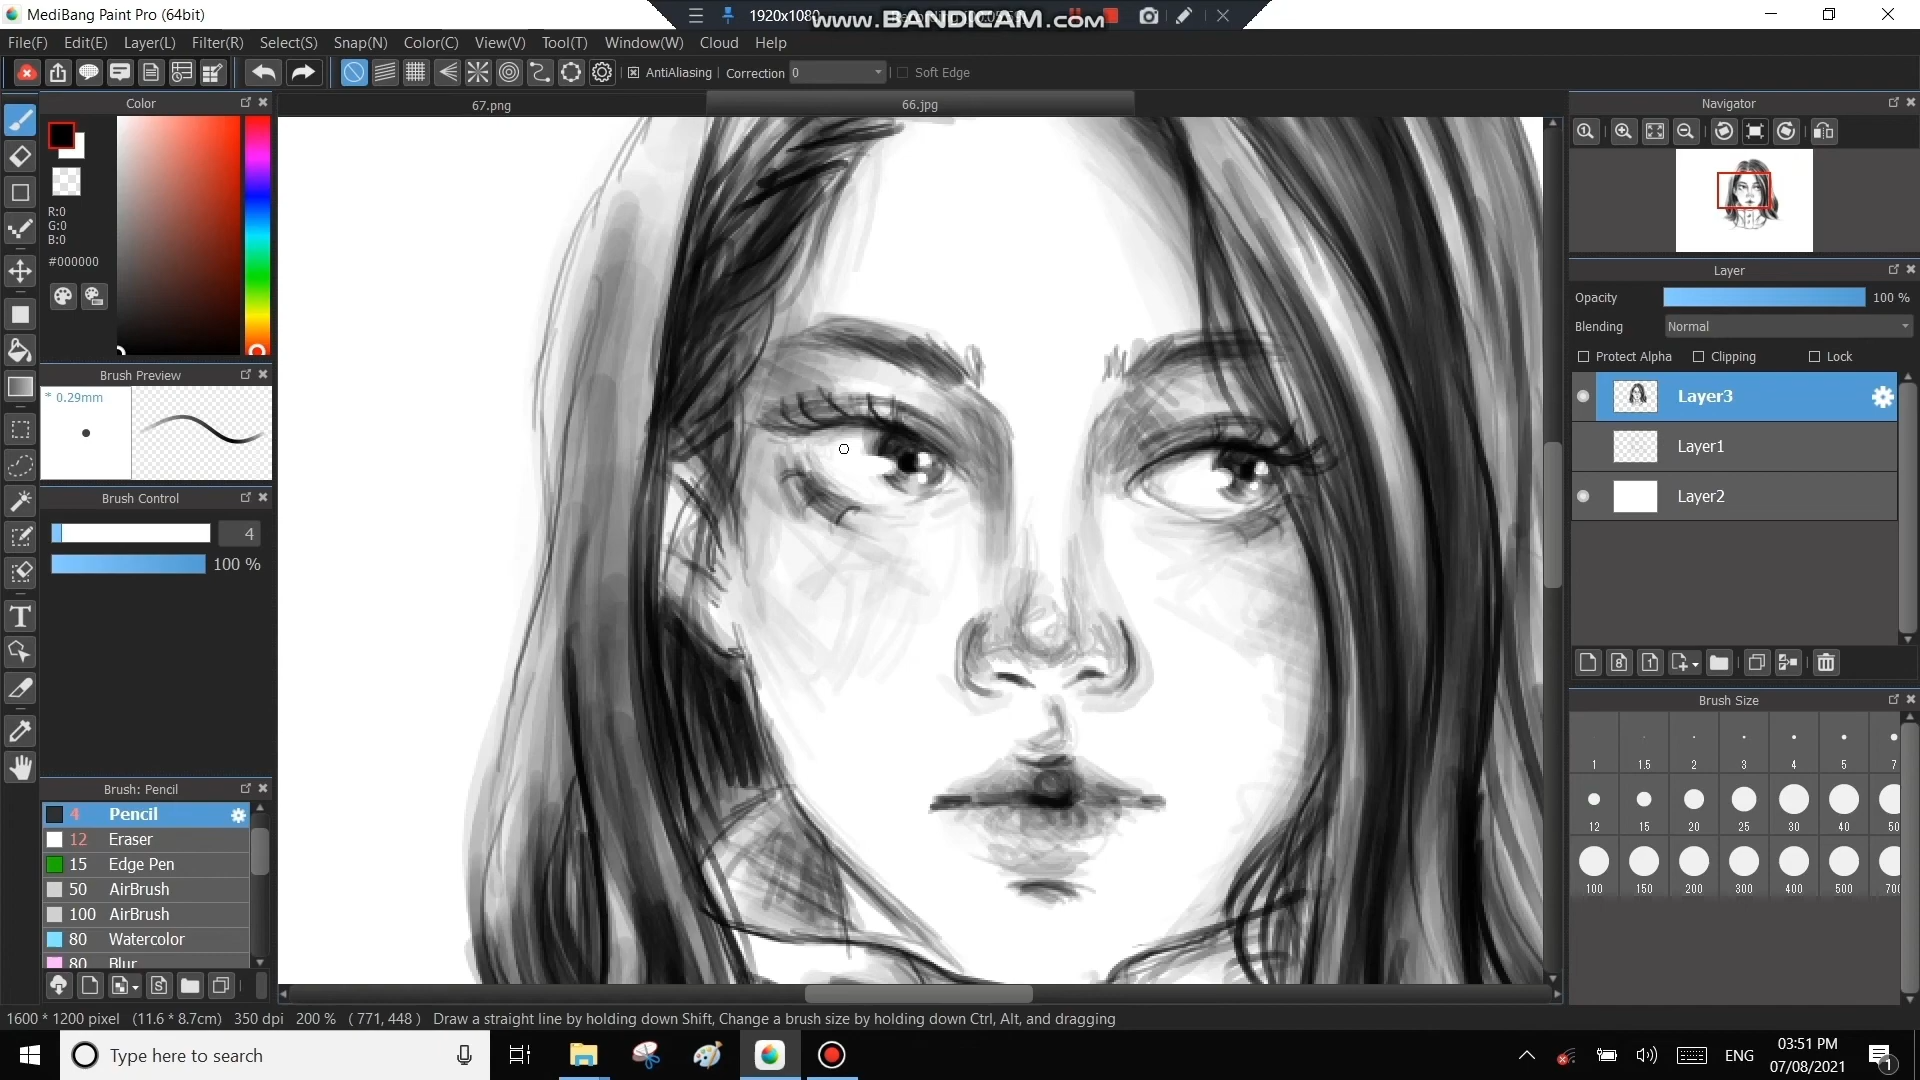 MediBang Paint Pro (64bit)
1920x1080
www.BANDICAM.com
File(F) Edit(E) Layer(L) Filter(R) Select(S) Snap(N) Color(C) View(V) Tool(T) Window(W) Cloud Help
AntiAliasing Correction 0 Soft Edge
Color
67.png
66.jpg
Navigator
R:0
G:0
B:0
#000000
Layer
Opacity 100 %
Blending Normal
Protect Alpha Clipping Lock
Brush Preview
* 0.29mm
Layer3
Layer1
Layer2
Brush Control
4
100 %
Brush Size
1 1.5 2 3 4 5 7
12 15 20 25 30 40 50
100 150 200 300 400 500 700
Brush: Pencil
4 Pencil
12 Eraser
15 Edge Pen
50 AirBrush
100 AirBrush
80 Watercolor
80 Blur
1600 * 1200 pixel (11.6 * 8.7cm) 350 dpi 200 % ( 771, 448 ) Draw a straight line by holding down Shift, Change a brush size by holding down Ctrl, Alt, and dragging
Type here to search
ENG
03:51 PM
07/08/2021
1